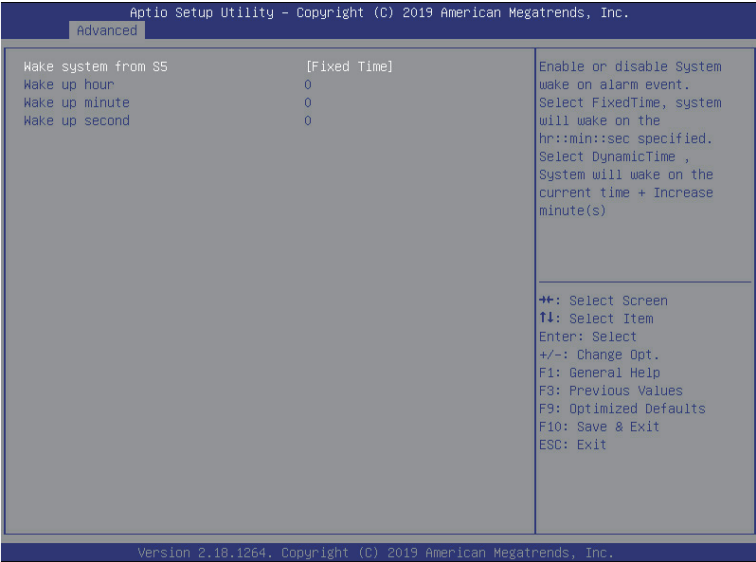 Aptio Setup Utility – Copyright (C) 2019 American Megatrends, Inc.
Advanced
Wake system from S5 [Fixed Time]
Wake up hour 0
Wake up minute 0
Wake up second 0
Enable or disable System
wake on alarm event.
Select FixedTime, system
will wake on the
hr::min::sec specified.
Select DynamicTime ,
System will wake on the
current time + Increase
minute(s)
→←: Select Screen
↑↓: Select Item
Enter: Select
+/-: Change Opt.
F1: General Help
F3: Previous Values
F9: Optimized Defaults
F10: Save & Exit
ESC: Exit
Version 2.18.1264. Copyright (C) 2019 American Megatrends, Inc.